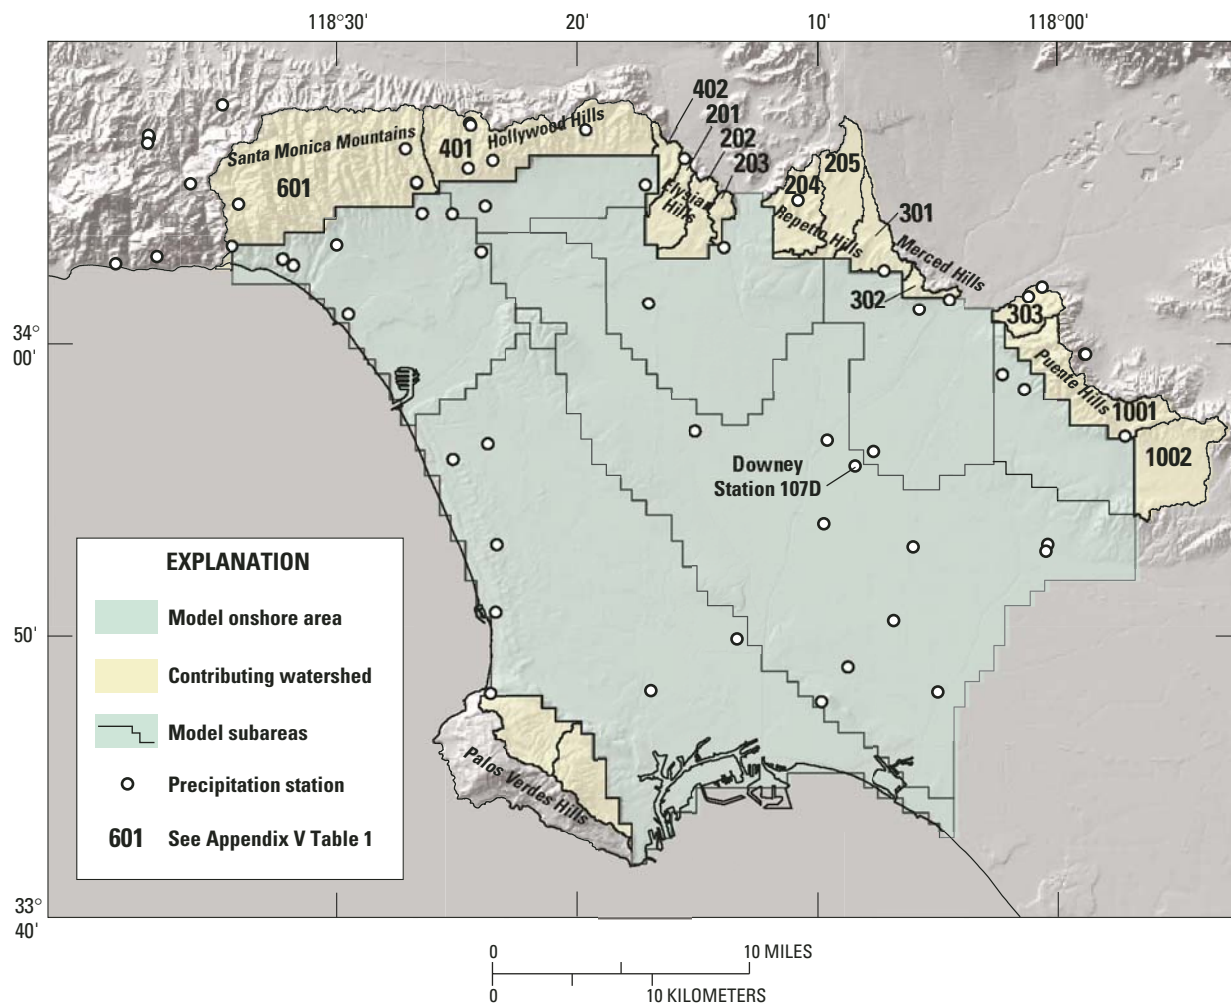 118°30'
20'
10'
118°00'
402
201
202
203
Hollywood Hills
Santa Monica Mountains
401
601
Elysian
Hills
204
205
Repetto Hills
301
Merced Hills
302
303
34°
00'
Puente Hills
1001
1002
Downey
Station 107D
EXPLANATION
Model onshore area
Contributing watershed
Model subareas
Precipitation station
601 See Appendix V Table 1
50'
Palos Verdes Hills
33°
40'
0 10 MILES
0 10 KILOMETERS